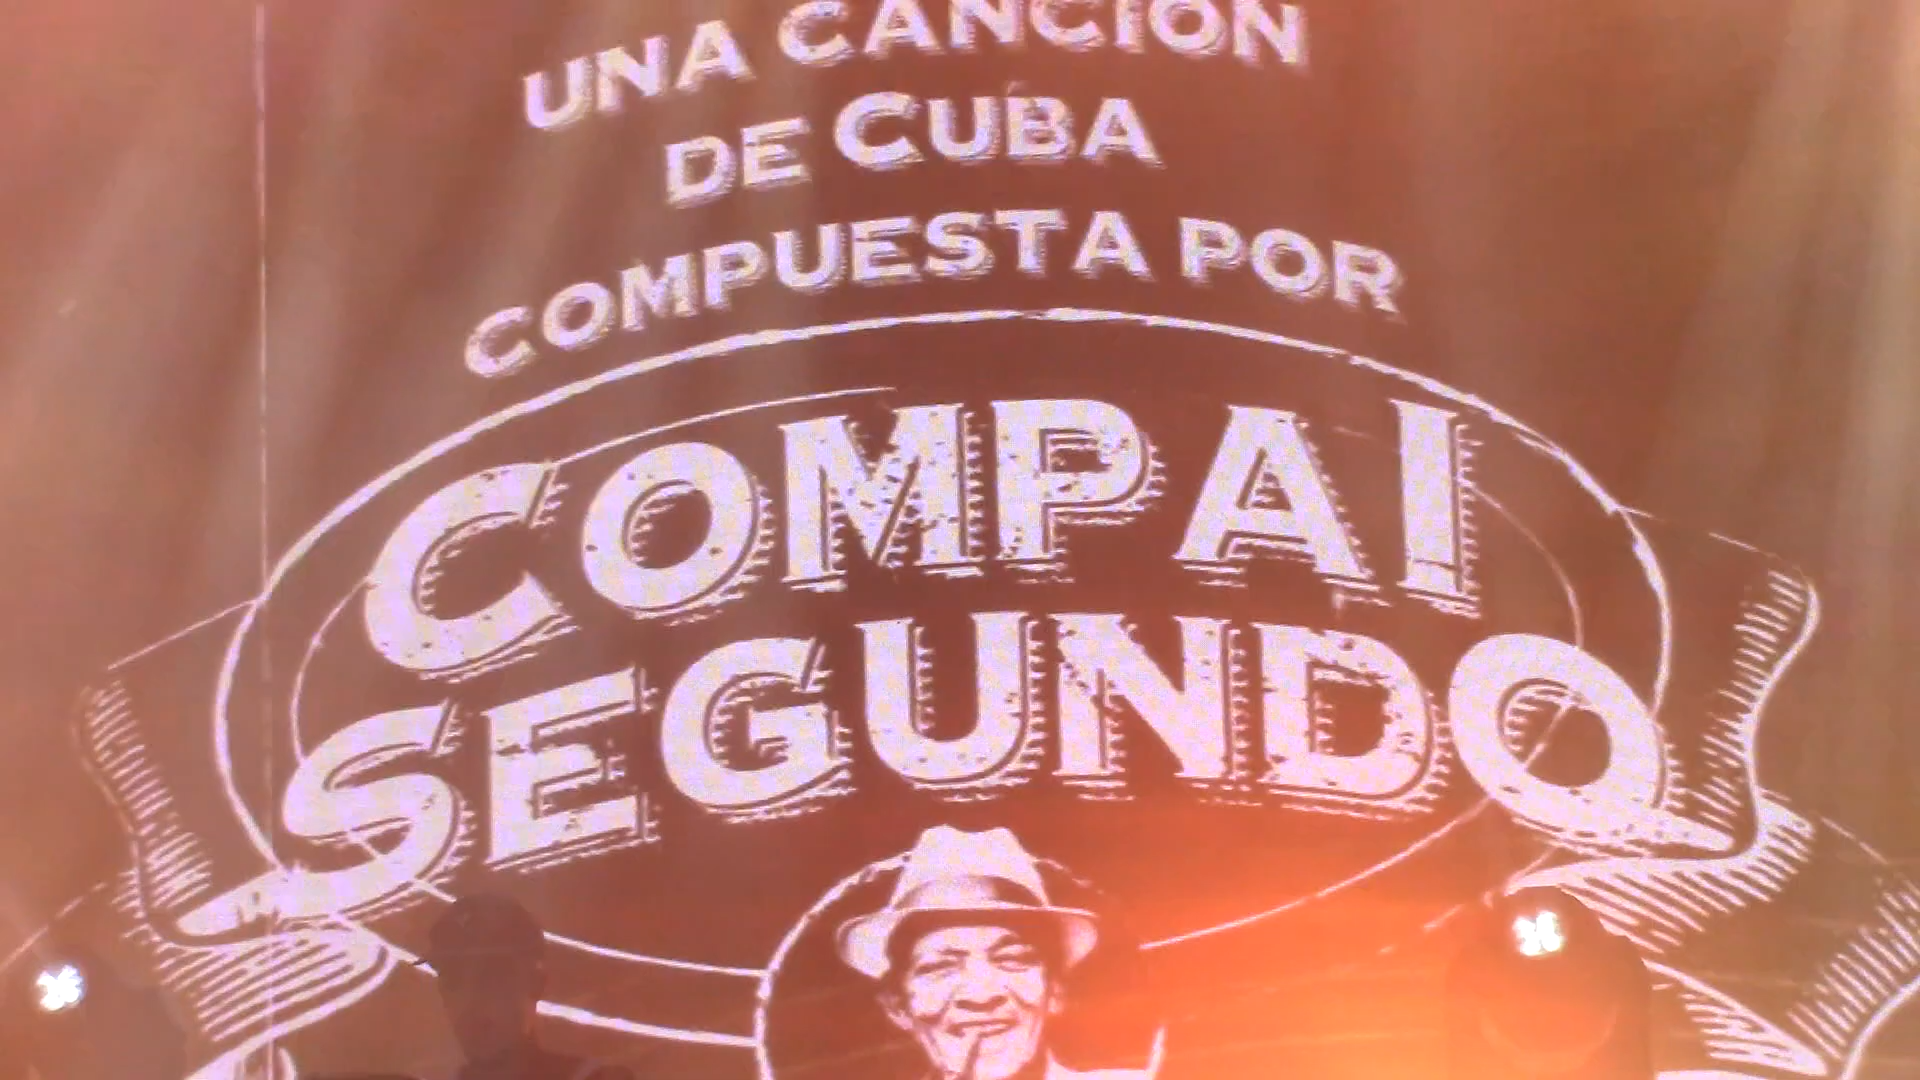 UNA CANCIÓN
DE CUBA
COMPUESTA POR
COMPAI
SEGUNDO